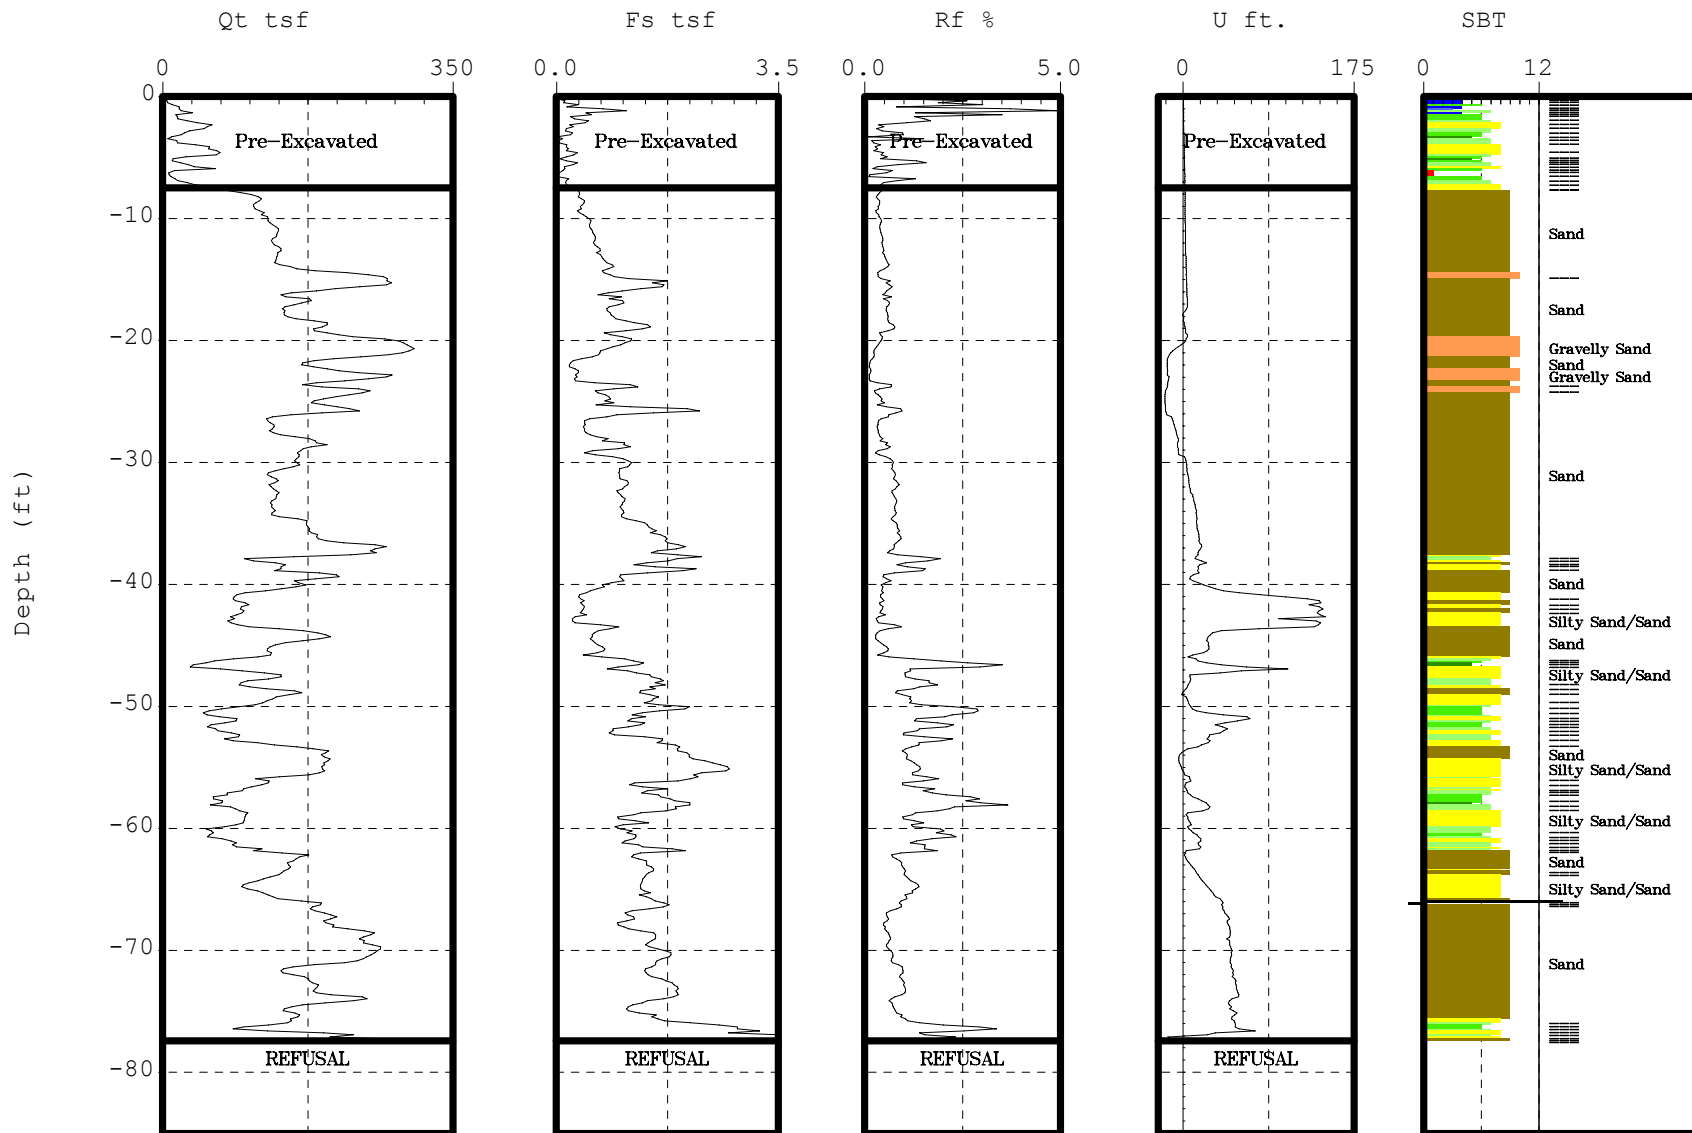 Qt tsf Fs tsf Rf % U ft. SBT
0 350 0.0 3.5 0.0 5.0 0 175 0 12
0
Pre-Excavated Pre-Excavated Pre-Excavated Pre-Excavated
-10
Sand
---
Sand
-20
Gravelly Sand
Sand
Gravelly Sand
---
-30
Sand
Depth (ft)
-40
Sand
Silty Sand/Sand
Sand
Silty Sand/Sand
-50
Sand
Silty Sand/Sand
-60
Silty Sand/Sand
Sand
Silty Sand/Sand
-70
Sand
REFUSAL REFUSAL REFUSAL REFUSAL
-80